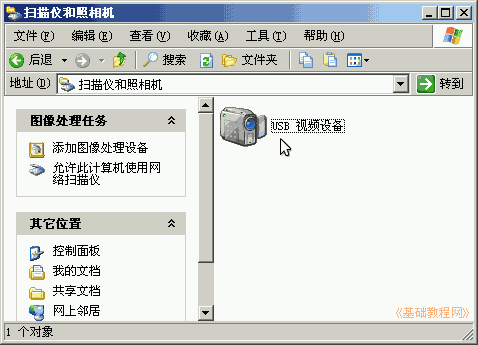 扫描仪和照相机
文件(F) 编辑(E) 查看(V) 收藏(A) 工具(T) 帮助(H)
后退 搜索 文件夹
地址(D) 扫描仪和照相机 转到
图像处理任务
添加图像处理设备
允许此计算机使用网
络扫描仪
其它位置
控制面板
我的文档
共享文档
网上邻居
USB 视频设备
《基础教程网》
1 个对象